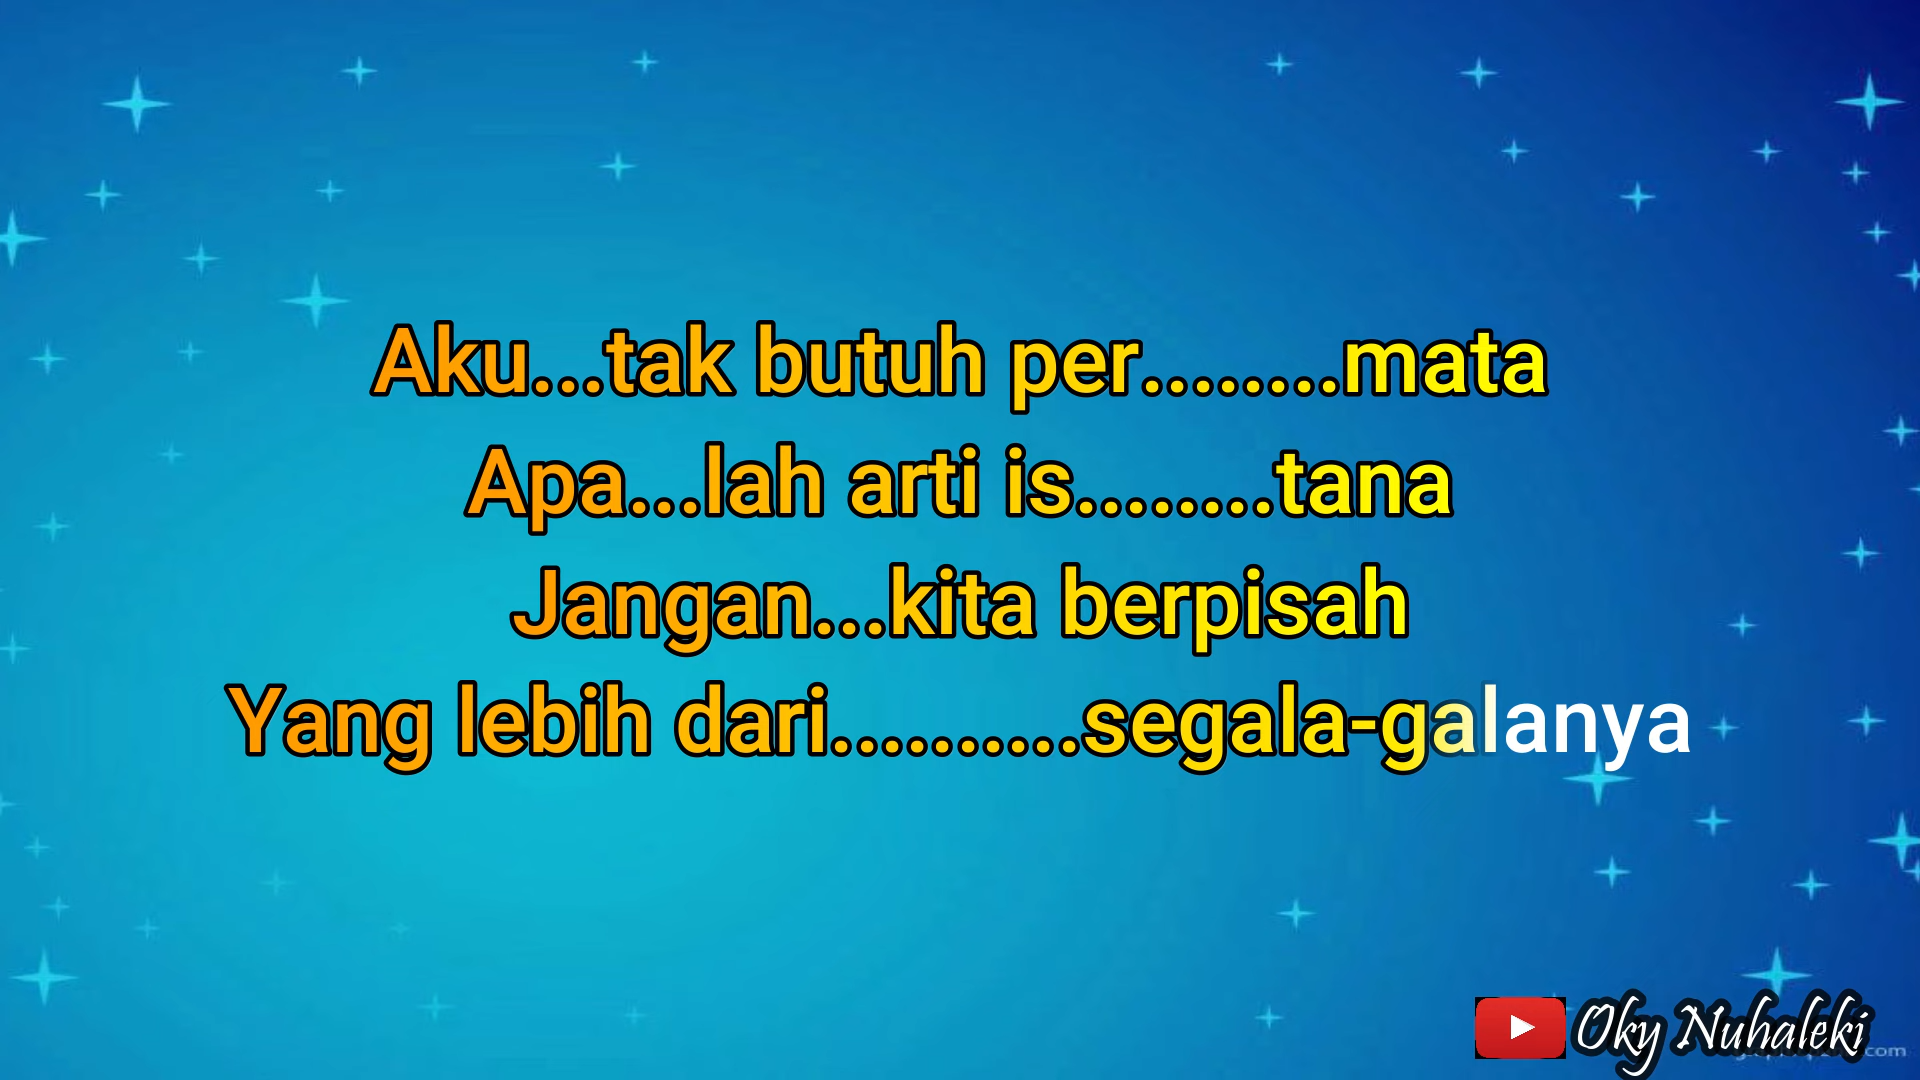 Aku...tak butuh per........mata
Apa...lah arti is........tana
Jangan...kita berpisah
Yang lebih dari..........segala-galanya
Oky Nuhaleki